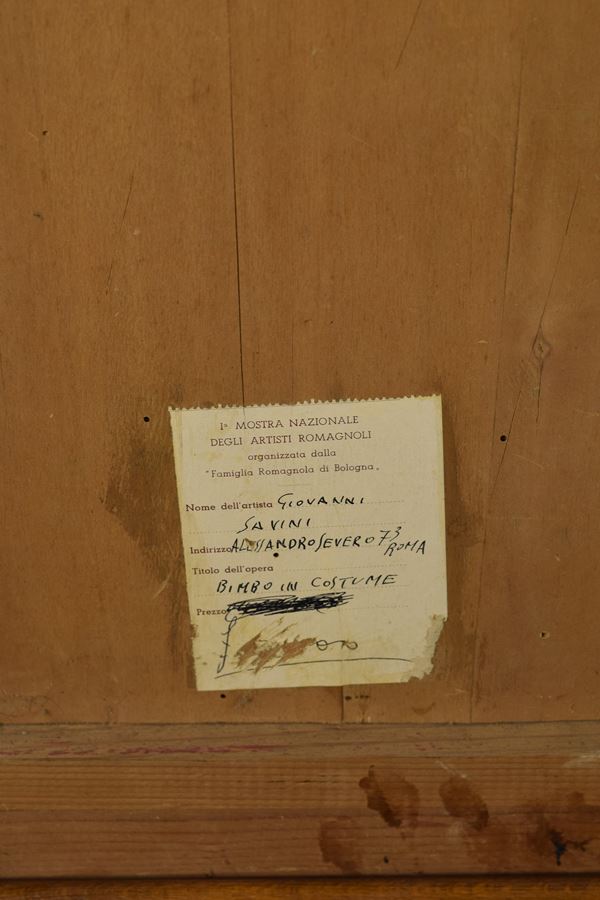 1ª MOSTRA NAZIONALE
DEGLI ARTISTI ROMAGNOLI
organizzata dalla
"Famiglia Romagnola di Bologna„
Nome dell'artista GIOVANNI
SAVINI
Indirizzo ALESSANDRO SEVERO 73
ROMA
Titolo dell'opera
BIMBO IN COSTUME
Prezzo